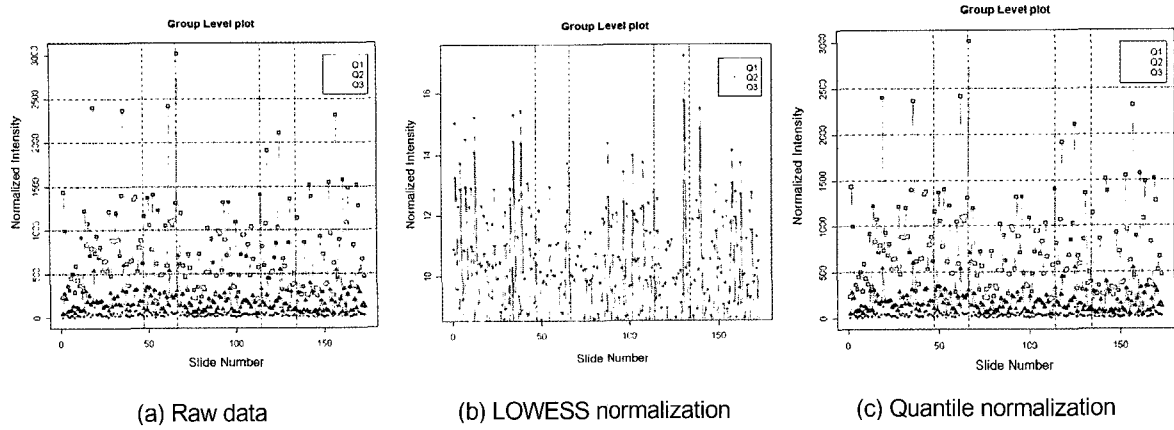 Group Level plot
Normalized Intensity
3000
2500
2000
1500
1000
500
0
Q1
Q2
Q3
0
50
100
150
Slide Number
(a) Raw data
Group Level plot
Normalized Intensity
16
14
12
10
Q1
Q2
Q3
0
50
100
150
Slide Number
(b) LOWESS normalization
Group Level plot
Normalized Intensity
3000
2500
2000
1500
1000
500
0
Q1
Q2
Q3
0
50
100
150
Slide Number
(c) Quantile normalization